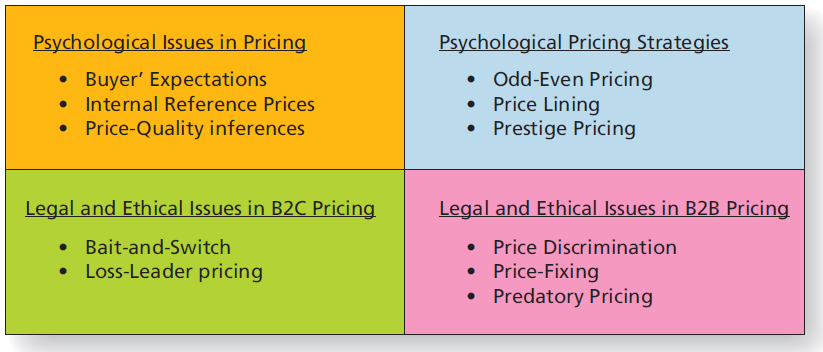 Psychological Issues in Pricing
• Buyer’ Expectations
• Internal Reference Prices
• Price-Quality inferences
Psychological Pricing Strategies
• Odd-Even Pricing
• Price Lining
• Prestige Pricing
Legal and Ethical Issues in B2C Pricing
• Bait-and-Switch
• Loss-Leader pricing
Legal and Ethical Issues in B2B Pricing
• Price Discrimination
• Price-Fixing
• Predatory Pricing